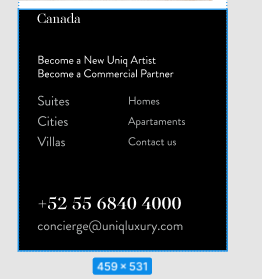 Canada
Become a New Uniq Artist
Become a Commercial Partner
Suites
Homes
Cities
Apartaments
Villas
Contact us
+52 55 6840 4000
concierge@uniqluxury.com
459 × 531